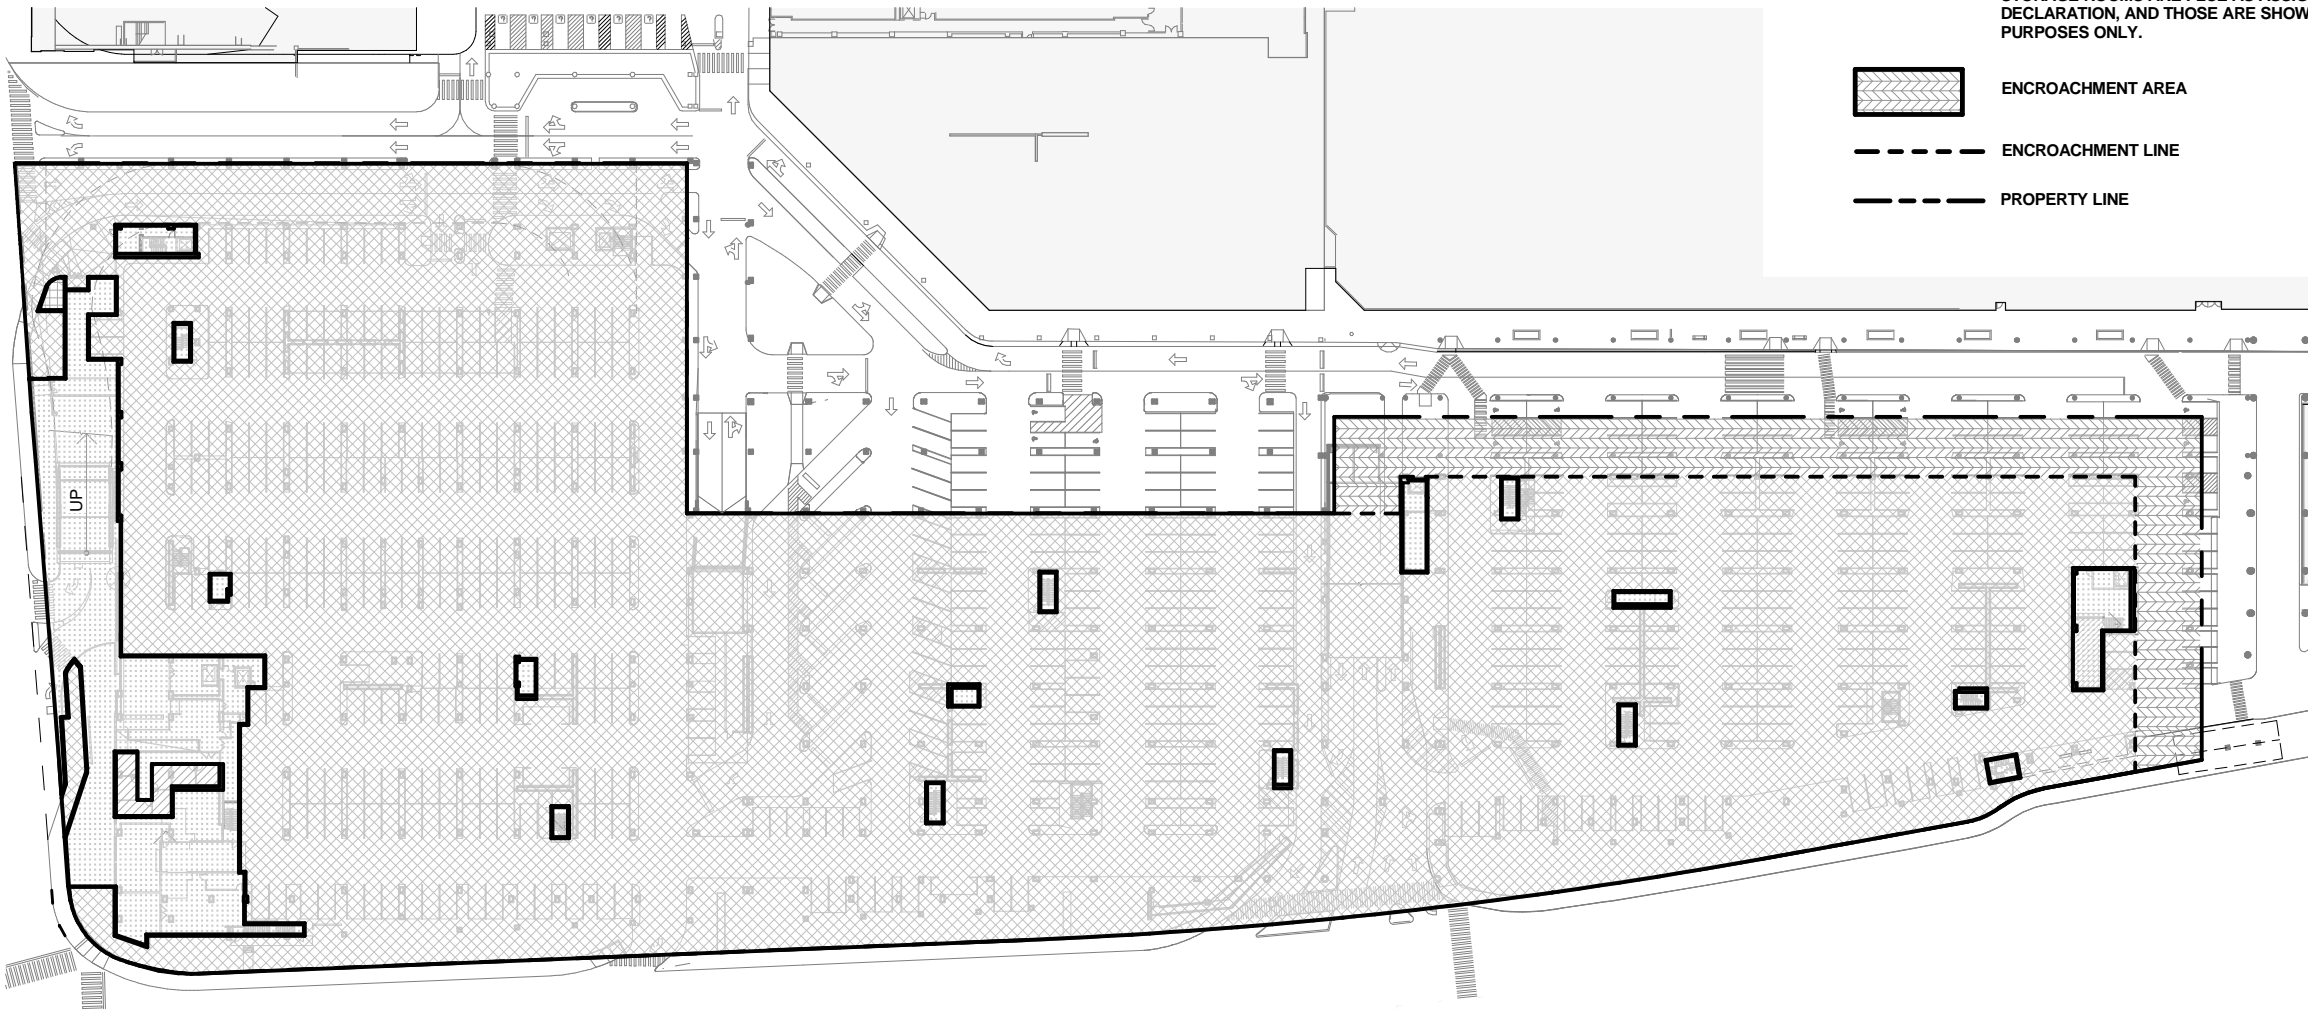 DECLARATION, AND THOSE ARE SHOW
PURPOSES ONLY.
ENCROACHMENT AREA
ENCROACHMENT LINE
PROPERTY LINE
UP